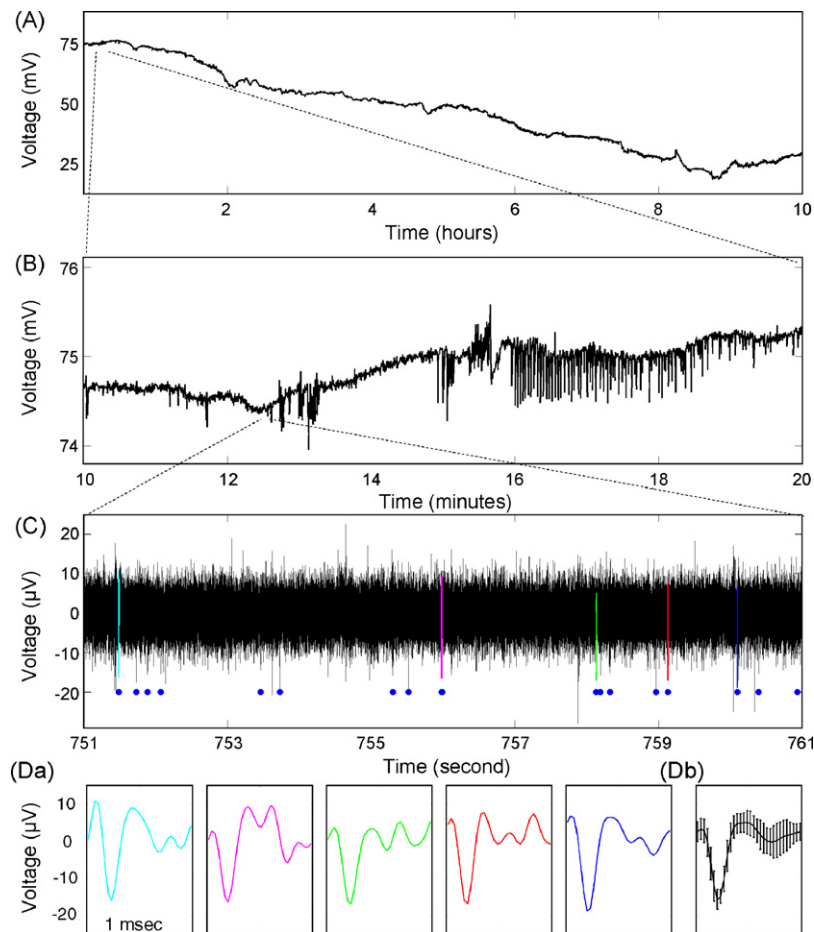 (A)
Voltage (mV)
75
50
25
2 4 6 8 10
Time (hours)
(B)
Voltage (mV)
76
75
74
10 12 14 16 18 20
Time (minutes)
(C)
Voltage (µV)
20
10
0
-10
-20
751 753 755 757 759 761
Time (second)
(Da) (Db)
Voltage (µV)
10
0
-10
-20
1 msec